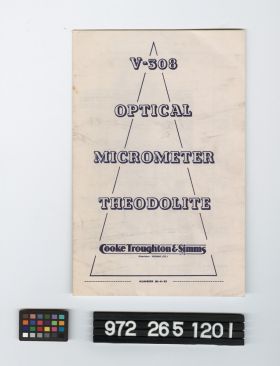 V-308
OPTICAL
MICROMETER
THEODOLITE
Cooke Troughton & Simms
972 265 1201